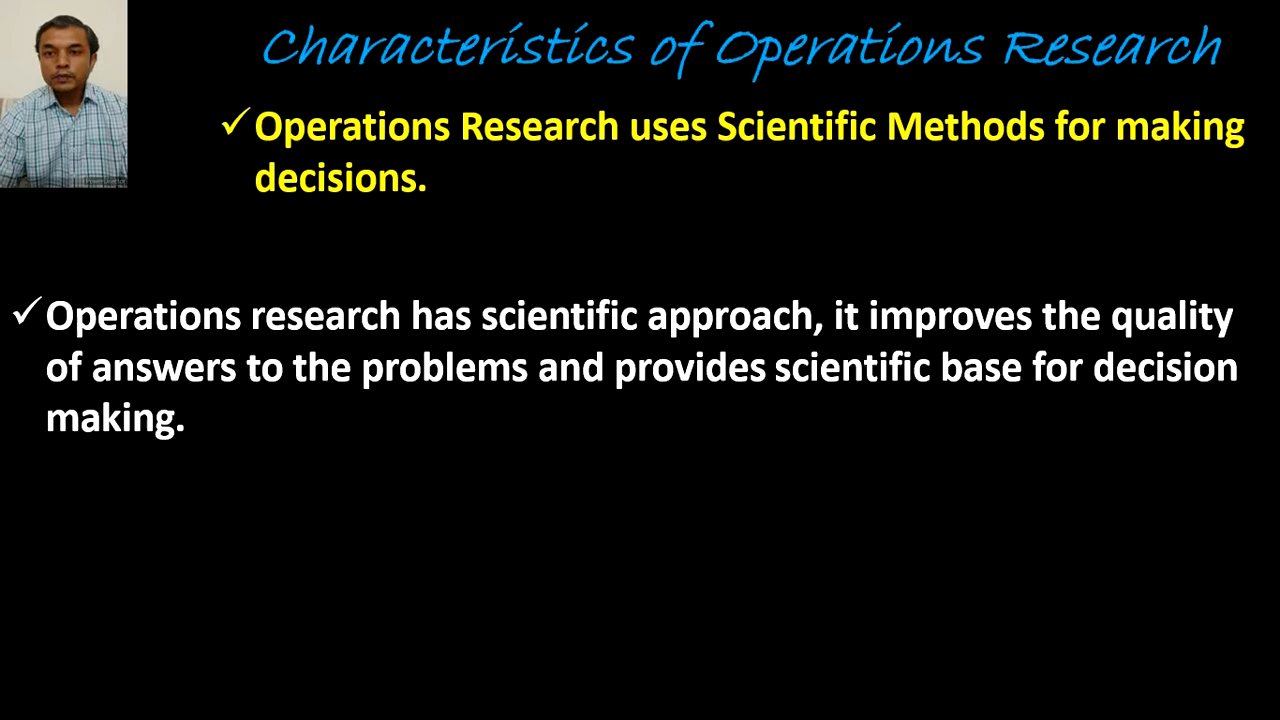 Characteristics of Operations Research
✓Operations Research uses Scientific Methods for making
decisions.
✓Operations research has scientific approach, it improves the quality
of answers to the problems and provides scientific base for decision
making.